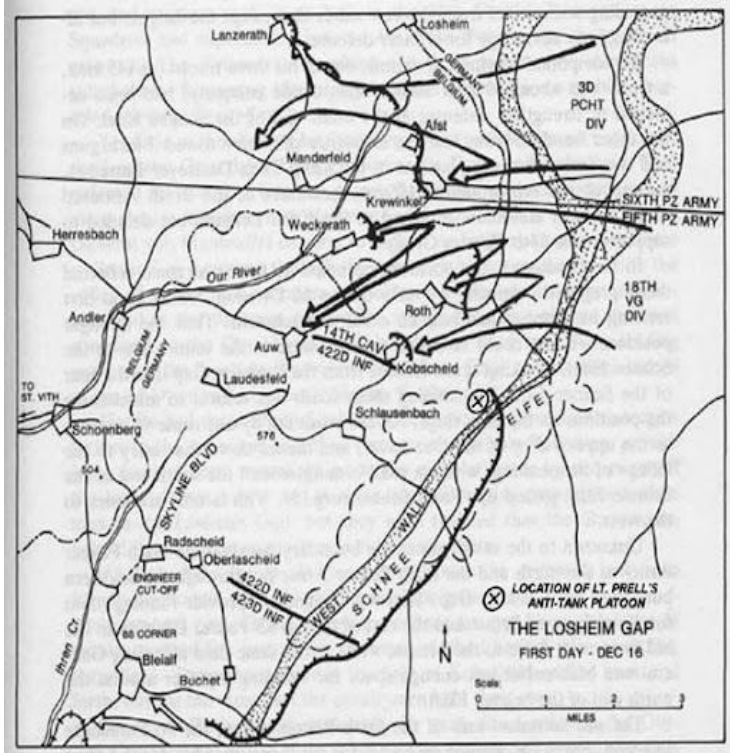 Lanzerath
Losheim
GERMANY
BELGIUM
3D
PCHT
DIV
Afst
Manderfeld
Krewinkel
SIXTH PZ ARMY
FIFTH PZ ARMY
Weckerath
Herresbach
Our River
18TH
VG
DIV
Roth
Andler
14TH CAV
422D INF
Auw
Kobscheid
BELGIUM
GERMANY
Laudesfeld
TO
ST. VITH
Schlausenbach
EIFEL
Schoenberg
576
504
SKYLINE BLVD
WEST WALL
SCHNEE
Radscheid
Oberlascheid
ENGINEER
CUT-OFF
422D INF
423D INF
LOCATION OF LT. PRELL'S
ANTI-TANK PLATOON
THE LOSHEIM GAP
FIRST DAY - DEC 16
N
88 CORNER
Ihren Cr.
Bleialf
Buchet
Scale
0 1 2 3
MILES